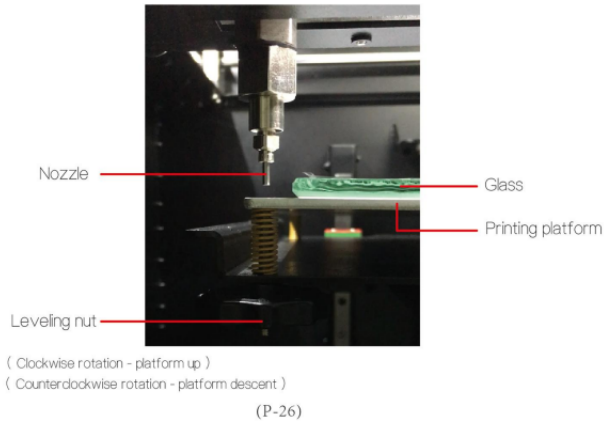 Nozzle
Glass
Printing platform
Leveling nut
( Clockwise rotation - platform up )
( Counterclockwise rotation - platform descent )
(P-26)